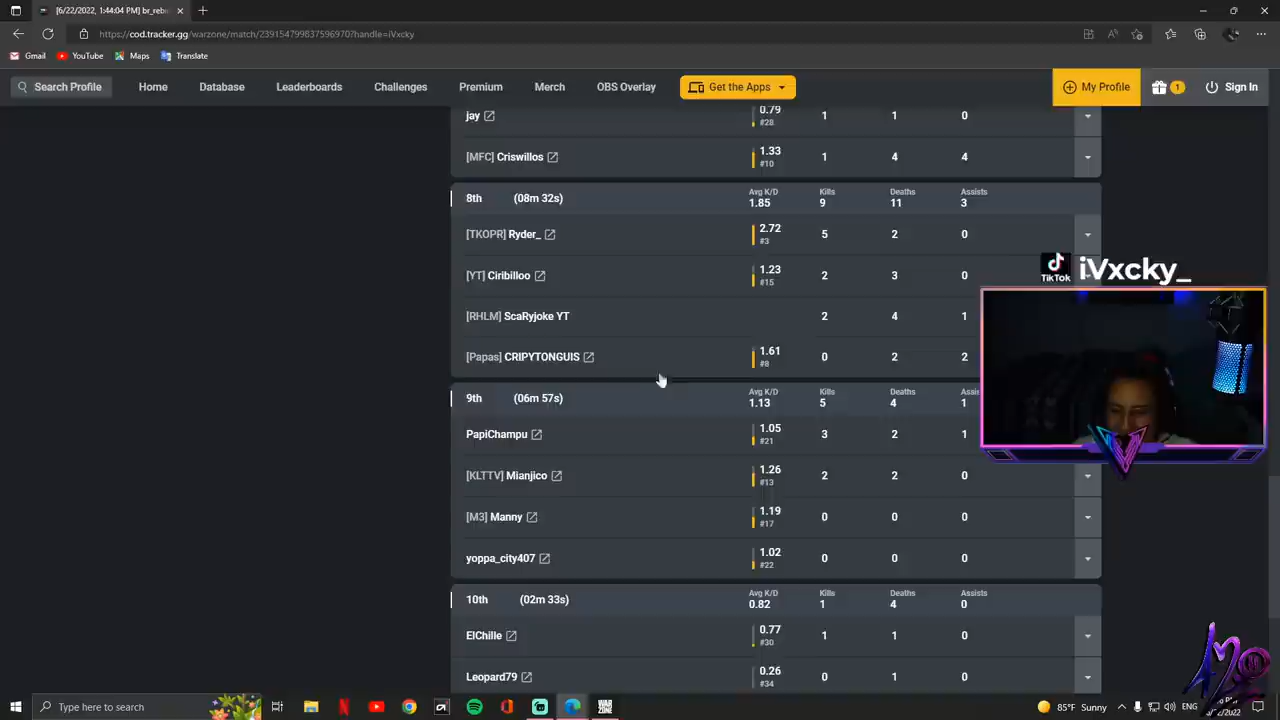 [6/22/2022, 1:44:04 PM] br_reb
https://cod.tracker.gg/warzone/match/2391547998375969707?handle=iVxcky
Gmail YouTube Maps Translate
Search Profile Home Database Leaderboards Challenges Premium Merch OBS Overlay Get the Apps My Profile 1 Sign In
jay 0.79 #28 1 1 0
[MFC] Criswillos 1.33 #10 1 4 4
8th (08m 32s) Avg K/D 1.85 Kills 9 Deaths 11 Assists 3
[TKOPR] Ryder_ 2.72 #3 5 2 0
TikTok iVxcky_
[YT] Ciribilloo 1.23 #15 2 3 0
[RHLM] ScaRyjoke YT 2 4 1
[Papas] CRIPYTONGUIS 1.61 #8 0 2 2
9th (06m 57s) Avg K/D 1.13 Kills 5 Deaths 4 Assis 1
PapiChampu 1.05 #21 3 2 1
[KLTTV] Mianjico 1.26 #13 2 2 0
[M3] Manny 1.19 #17 0 0 0
yoppa_city407 1.02 #22 0 0 0
10th (02m 33s) Avg K/D 0.82 Kills 1 Deaths 4 Assists 0
ElChille 0.77 #30 1 1 0
Leopard79 0.26 #34 0 1 0
Type here to search 85°F Sunny ENG